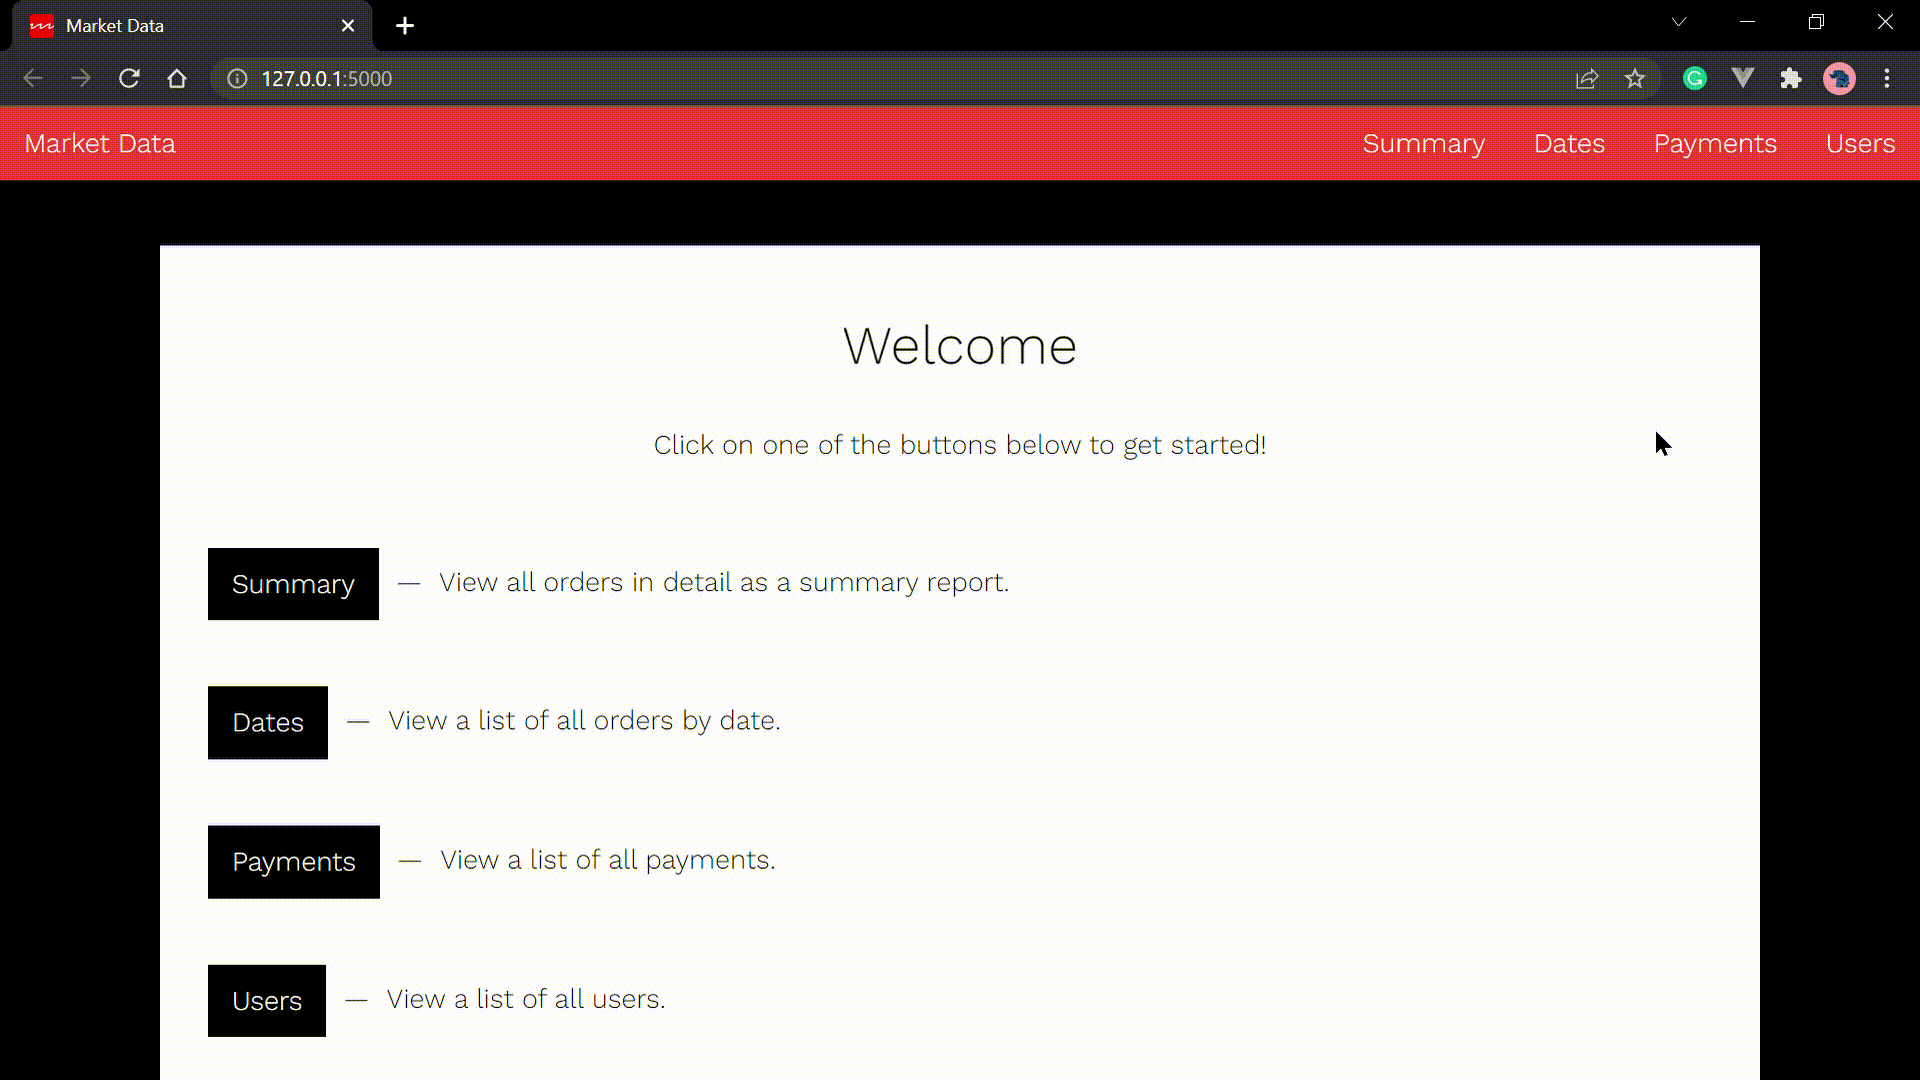 Market Data
127.0.0.1:5000
Market Data Summary Dates Payments Users
Welcome
Click on one of the buttons below to get started!
Summary — View all orders in detail as a summary report.
Dates — View a list of all orders by date.
Payments — View a list of all payments.
Users — View a list of all users.